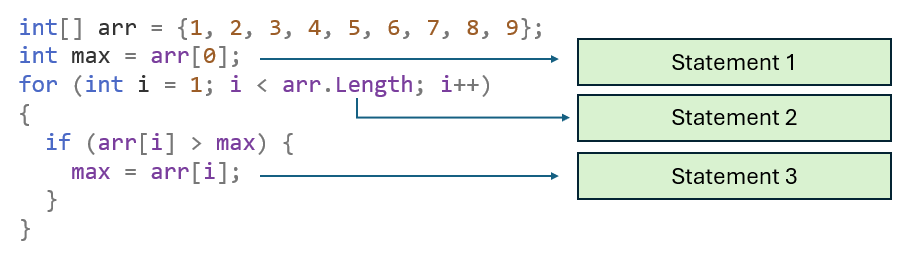 int[] arr = {1, 2, 3, 4, 5, 6, 7, 8, 9};
int max = arr[0];
Statement 1
for (int i = 1; i < arr.Length; i++)
{
Statement 2
if (arr[i] > max) {
max = arr[i];
Statement 3
}
}